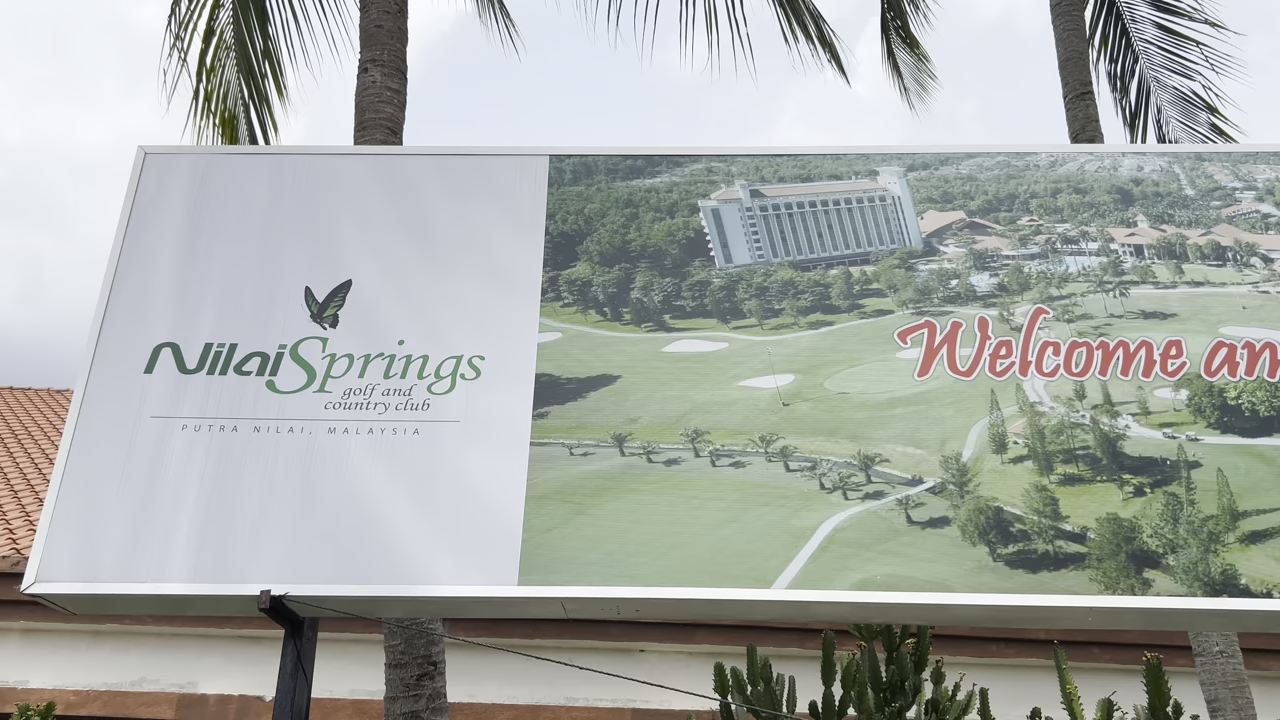 NilaiSprings
golf and
country club
PUTRA NILAI, MALAYSIA
Welcome an